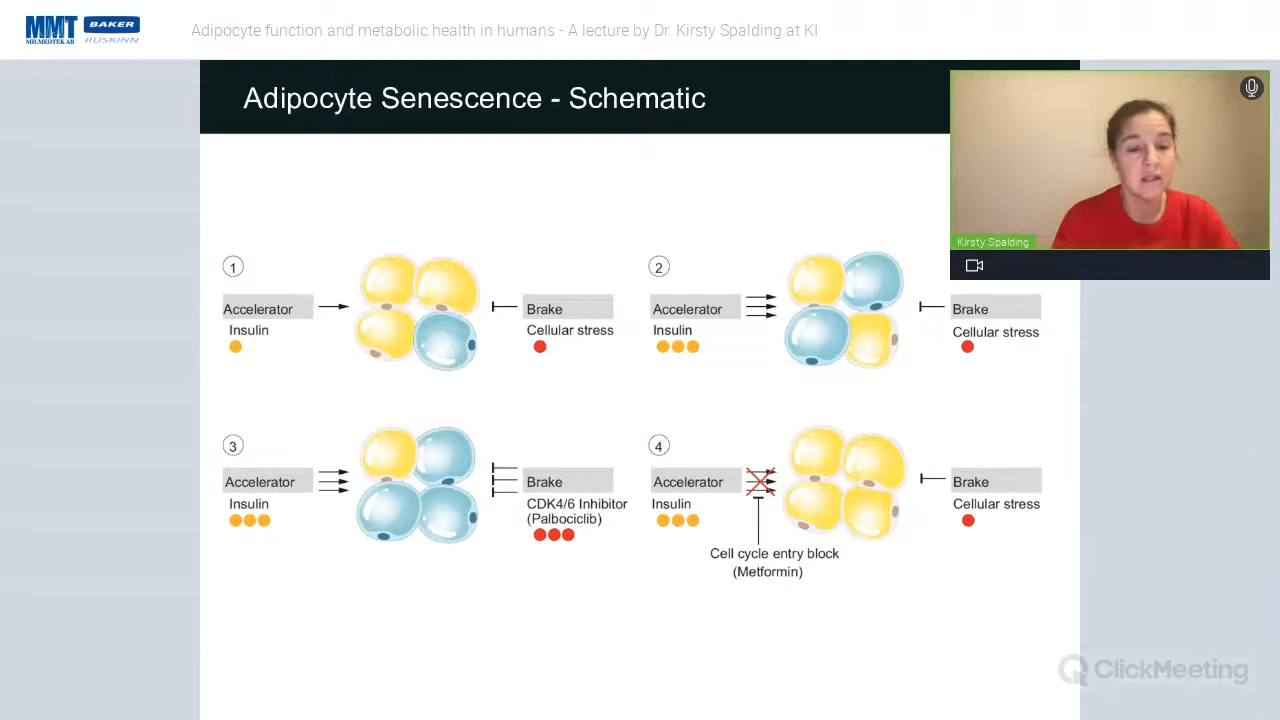 MMT
MILMEDTEK AB
BAKER
RUSKINN
Adipocyte function and metabolic health in humans - A lecture by Dr. Kirsty Spalding at KI
Adipocyte Senescence - Schematic
Kirsty Spalding
1
Accelerator
Insulin
Brake
Cellular stress
2
Accelerator
Insulin
Brake
Cellular stress
3
Accelerator
Insulin
Brake
CDK4/6 Inhibitor
(Palbociclib)
4
Accelerator
Insulin
Brake
Cellular stress
Cell cycle entry block
(Metformin)
ClickMeeting